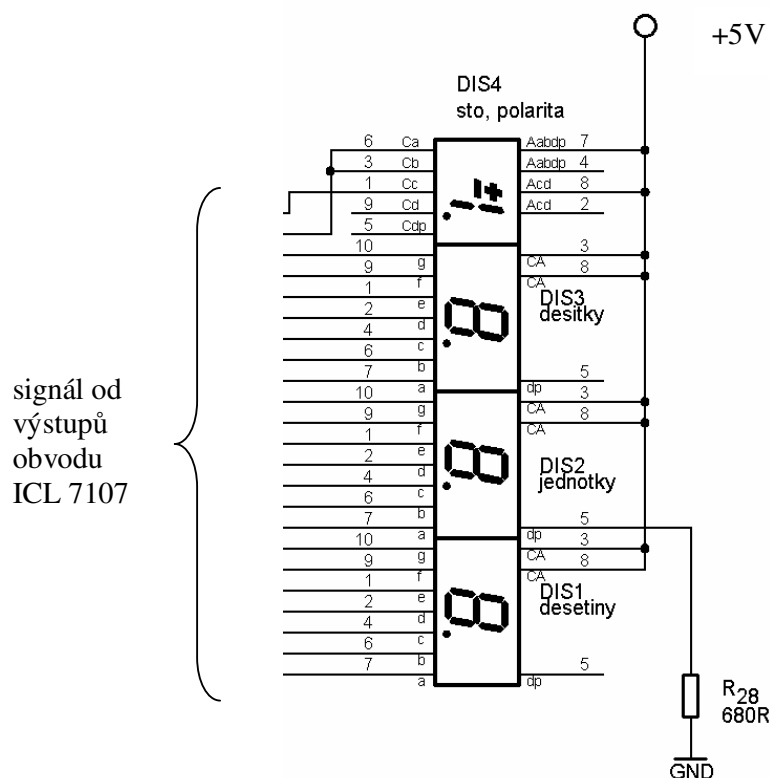 +5V
DIS4
sto, polarita
6 Ca Aabdp 7
3 Cb Aabdp 4
1 Cc Acd 8
9 Cd Acd 2
5 Cdp
10 g 3 CA
9 f 8 CA
1 e
2 d
4 c
6 b
7 a 5 dp
DIS3
desitky
10 g 3 CA
9 f 8 CA
1 e
2 d
4 c
6 b
7 a 5 dp
DIS2
jednotky
10 g 3 CA
9 f 8 CA
1 e
2 d
4 c
6 b
7 a 5 dp
DIS1
desetiny
signál od
výstupů
obvodu
ICL 7107
R28
680R
GND